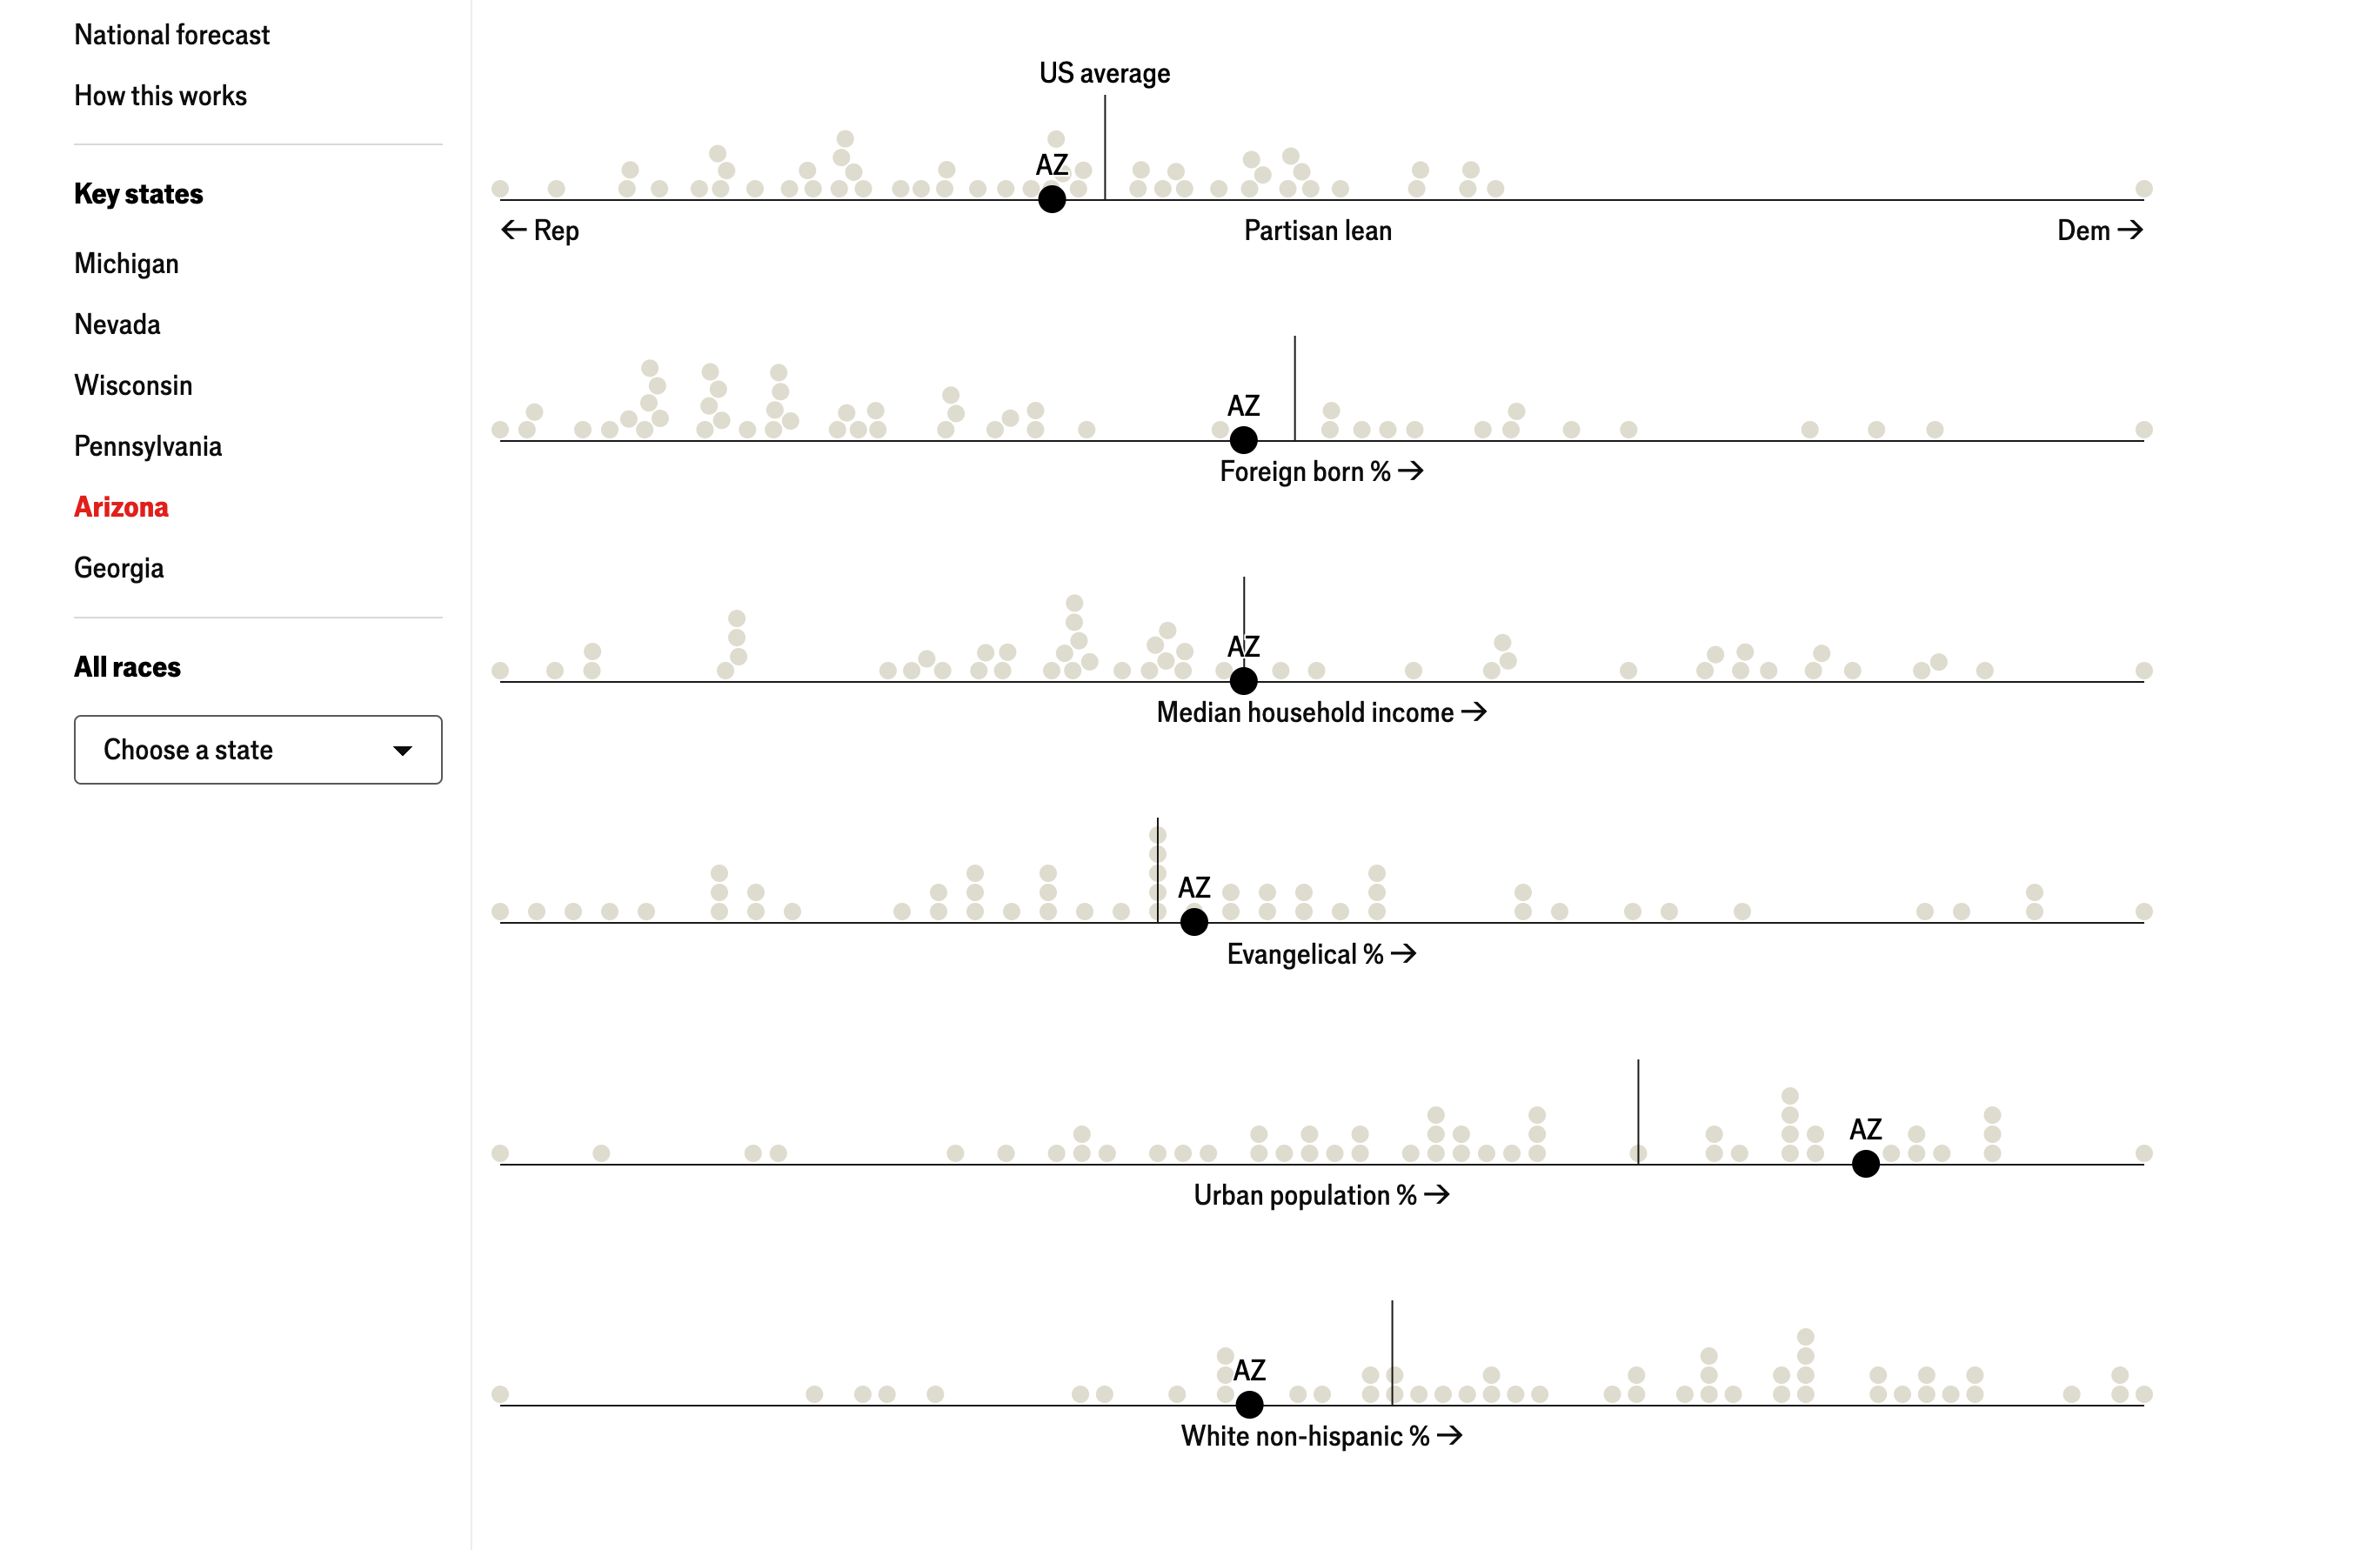 National forecast
How this works
Key states
Michigan
Nevada
Wisconsin
Pennsylvania
Arizona
Georgia
All races
Choose a state
US average
AZ
← Rep
Partisan lean
Dem →
AZ
Foreign born % →
AZ
Median household income →
AZ
Evangelical % →
AZ
Urban population % →
AZ
White non-hispanic % →